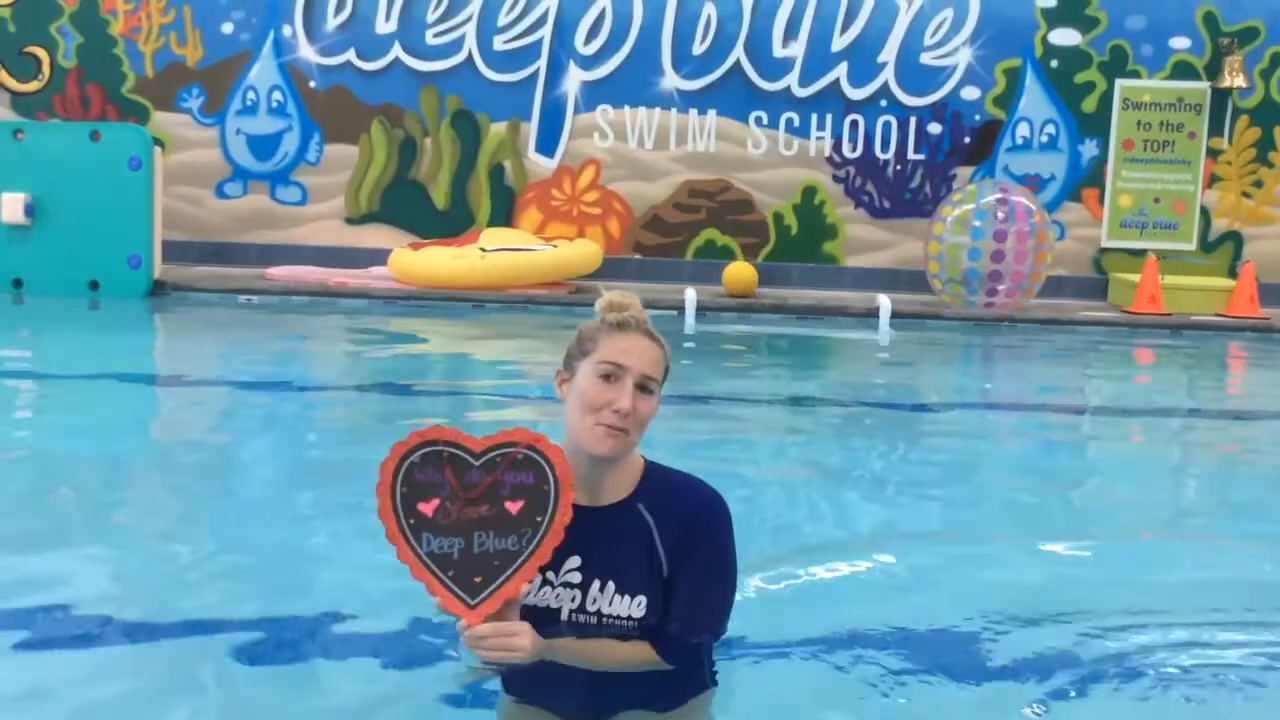 deep blue
SWIM SCHOOL
Swimming
to the
TOP!
@deepbluebixby
deep blue
Why do you
Love
Deep Blue?
deep blue
SWIM SCHOOL